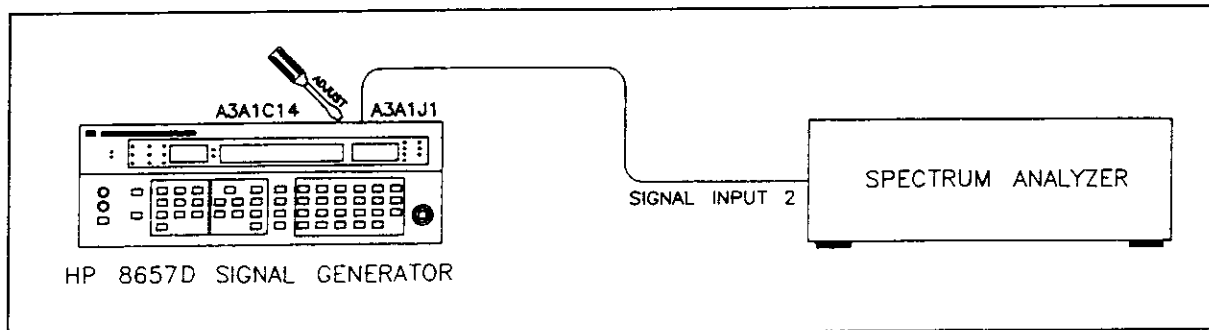 ADJUST
A3A1C14 A3A1J1
SPECTRUM ANALYZER
SIGNAL INPUT 2
HP 8657D SIGNAL GENERATOR